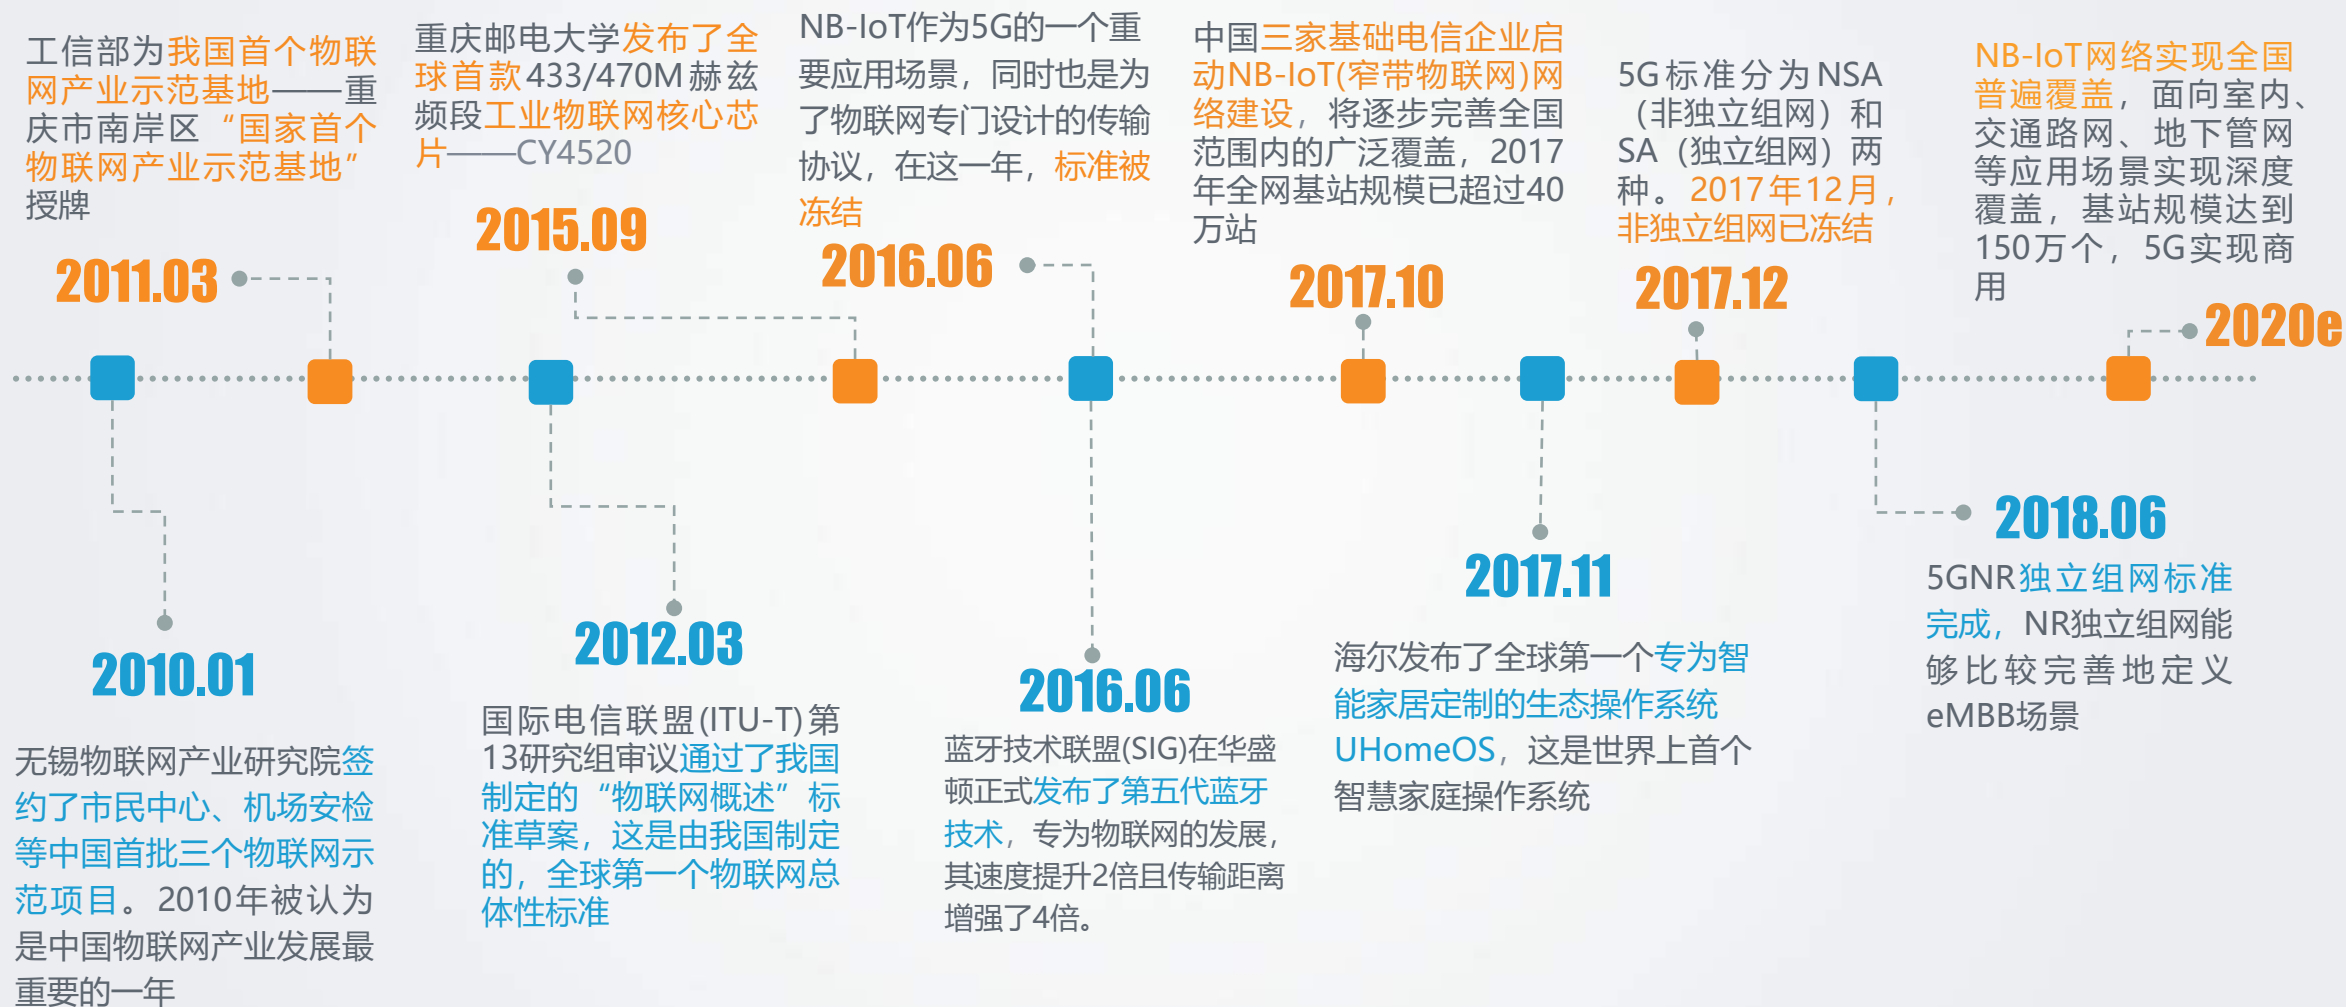 工信部为我国首个物联
网产业示范基地——重
庆市南岸区“国家首个
物联网产业示范基地”
授牌
2011.03
重庆邮电大学发布了全
球首款433/470M赫兹
频段工业物联网核心芯
片——CY4520
2015.09
NB-IoT作为5G的一个重
要应用场景，同时也是为
了物联网专门设计的传输
协议，在这一年，标准被
冻结
2016.06
中国三家基础电信企业启
动NB-IoT(窄带物联网)网
络建设，将逐步完善全国
范围内的广泛覆盖，2017
年全网基站规模已超过40
万站
2017.10
5G标准分为NSA
（非独立组网）和
SA（独立组网）两
种。2017年12月，
非独立组网已冻结
2017.12
NB-IoT网络实现全国
普遍覆盖，面向室内、
交通路网、地下管网
等应用场景实现深度
覆盖，基站规模达到
150万个，5G实现商
用
2020e
2010.01
无锡物联网产业研究院签
约了市民中心、机场安检
等中国首批三个物联网示
范项目。2010年被认为
是中国物联网产业发展最
重要的一年
2012.03
国际电信联盟(ITU-T)第
13研究组审议通过了我国
制定的“物联网概述”标
准草案，这是由我国制定
的，全球第一个物联网总
体性标准
2016.06
蓝牙技术联盟(SIG)在华盛
顿正式发布了第五代蓝牙
技术，专为物联网的发展，
其速度提升2倍且传输距离
增强了4倍。
2017.11
海尔发布了全球第一个专为智
能家居定制的生态操作系统
UHomeOS，这是世界上首个
智慧家庭操作系统
2018.06
5GNR独立组网标准
完成，NR独立组网能
够比较完善地定义
eMBB场景